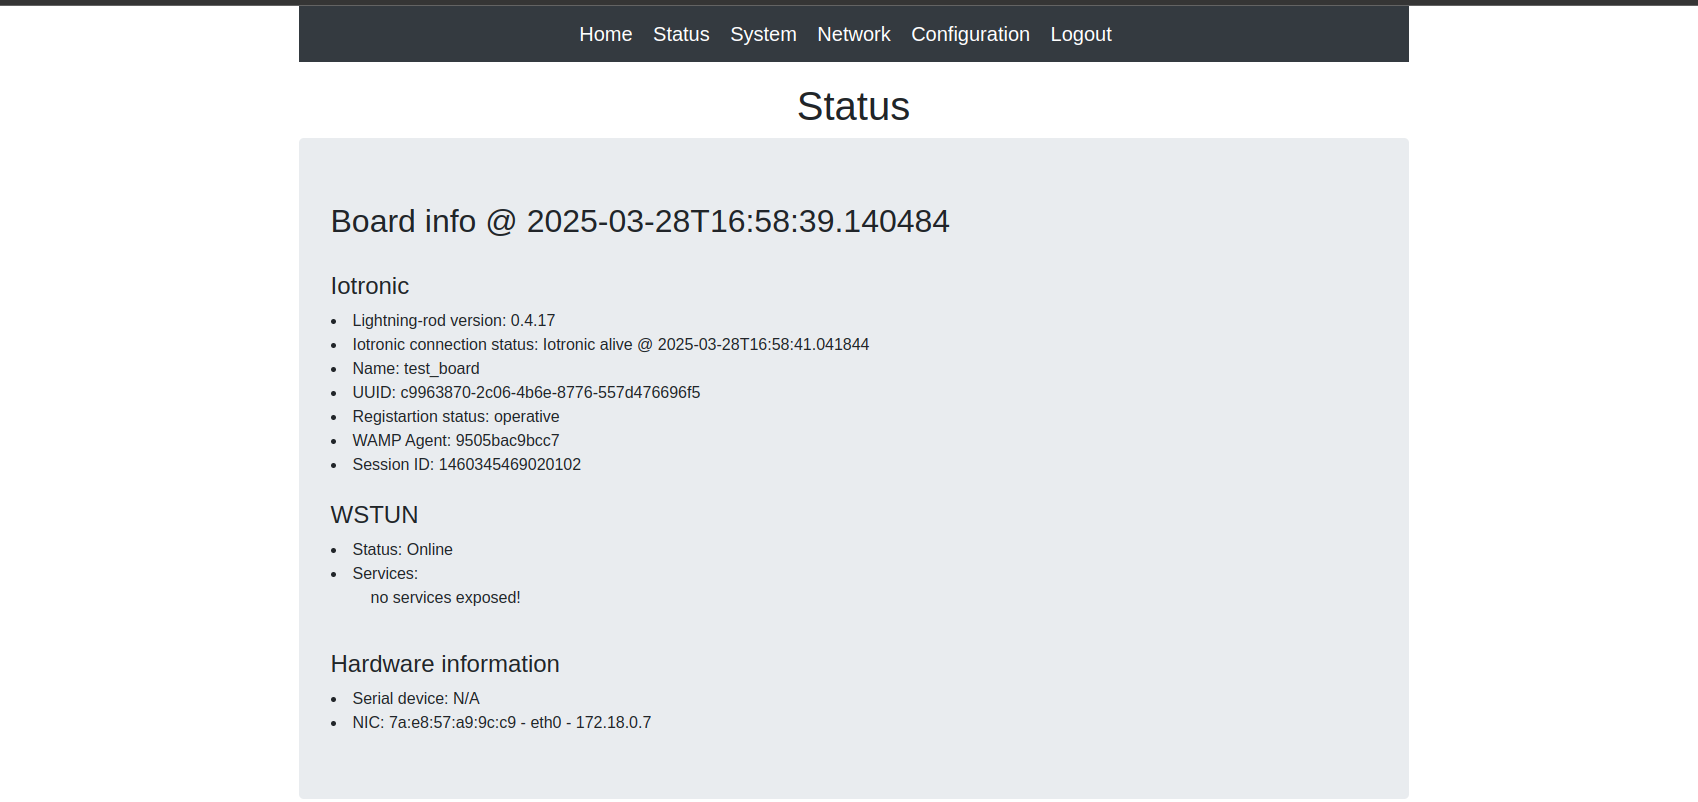 Home Status System Network Configuration Logout
Status
Board info @ 2025-03-28T16:58:39.140484
Iotronic
Lightning-rod version: 0.4.17
Iotronic connection status: Iotronic alive @ 2025-03-28T16:58:41.041844
Name: test_board
UUID: c9963870-2c06-4b6e-8776-557d476696f5
Registartion status: operative
WAMP Agent: 9505bac9bcc7
Session ID: 1460345469020102
WSTUN
Status: Online
Services:
no services exposed!
Hardware information
Serial device: N/A
NIC: 7a:e8:57:a9:9c:c9 - eth0 - 172.18.0.7